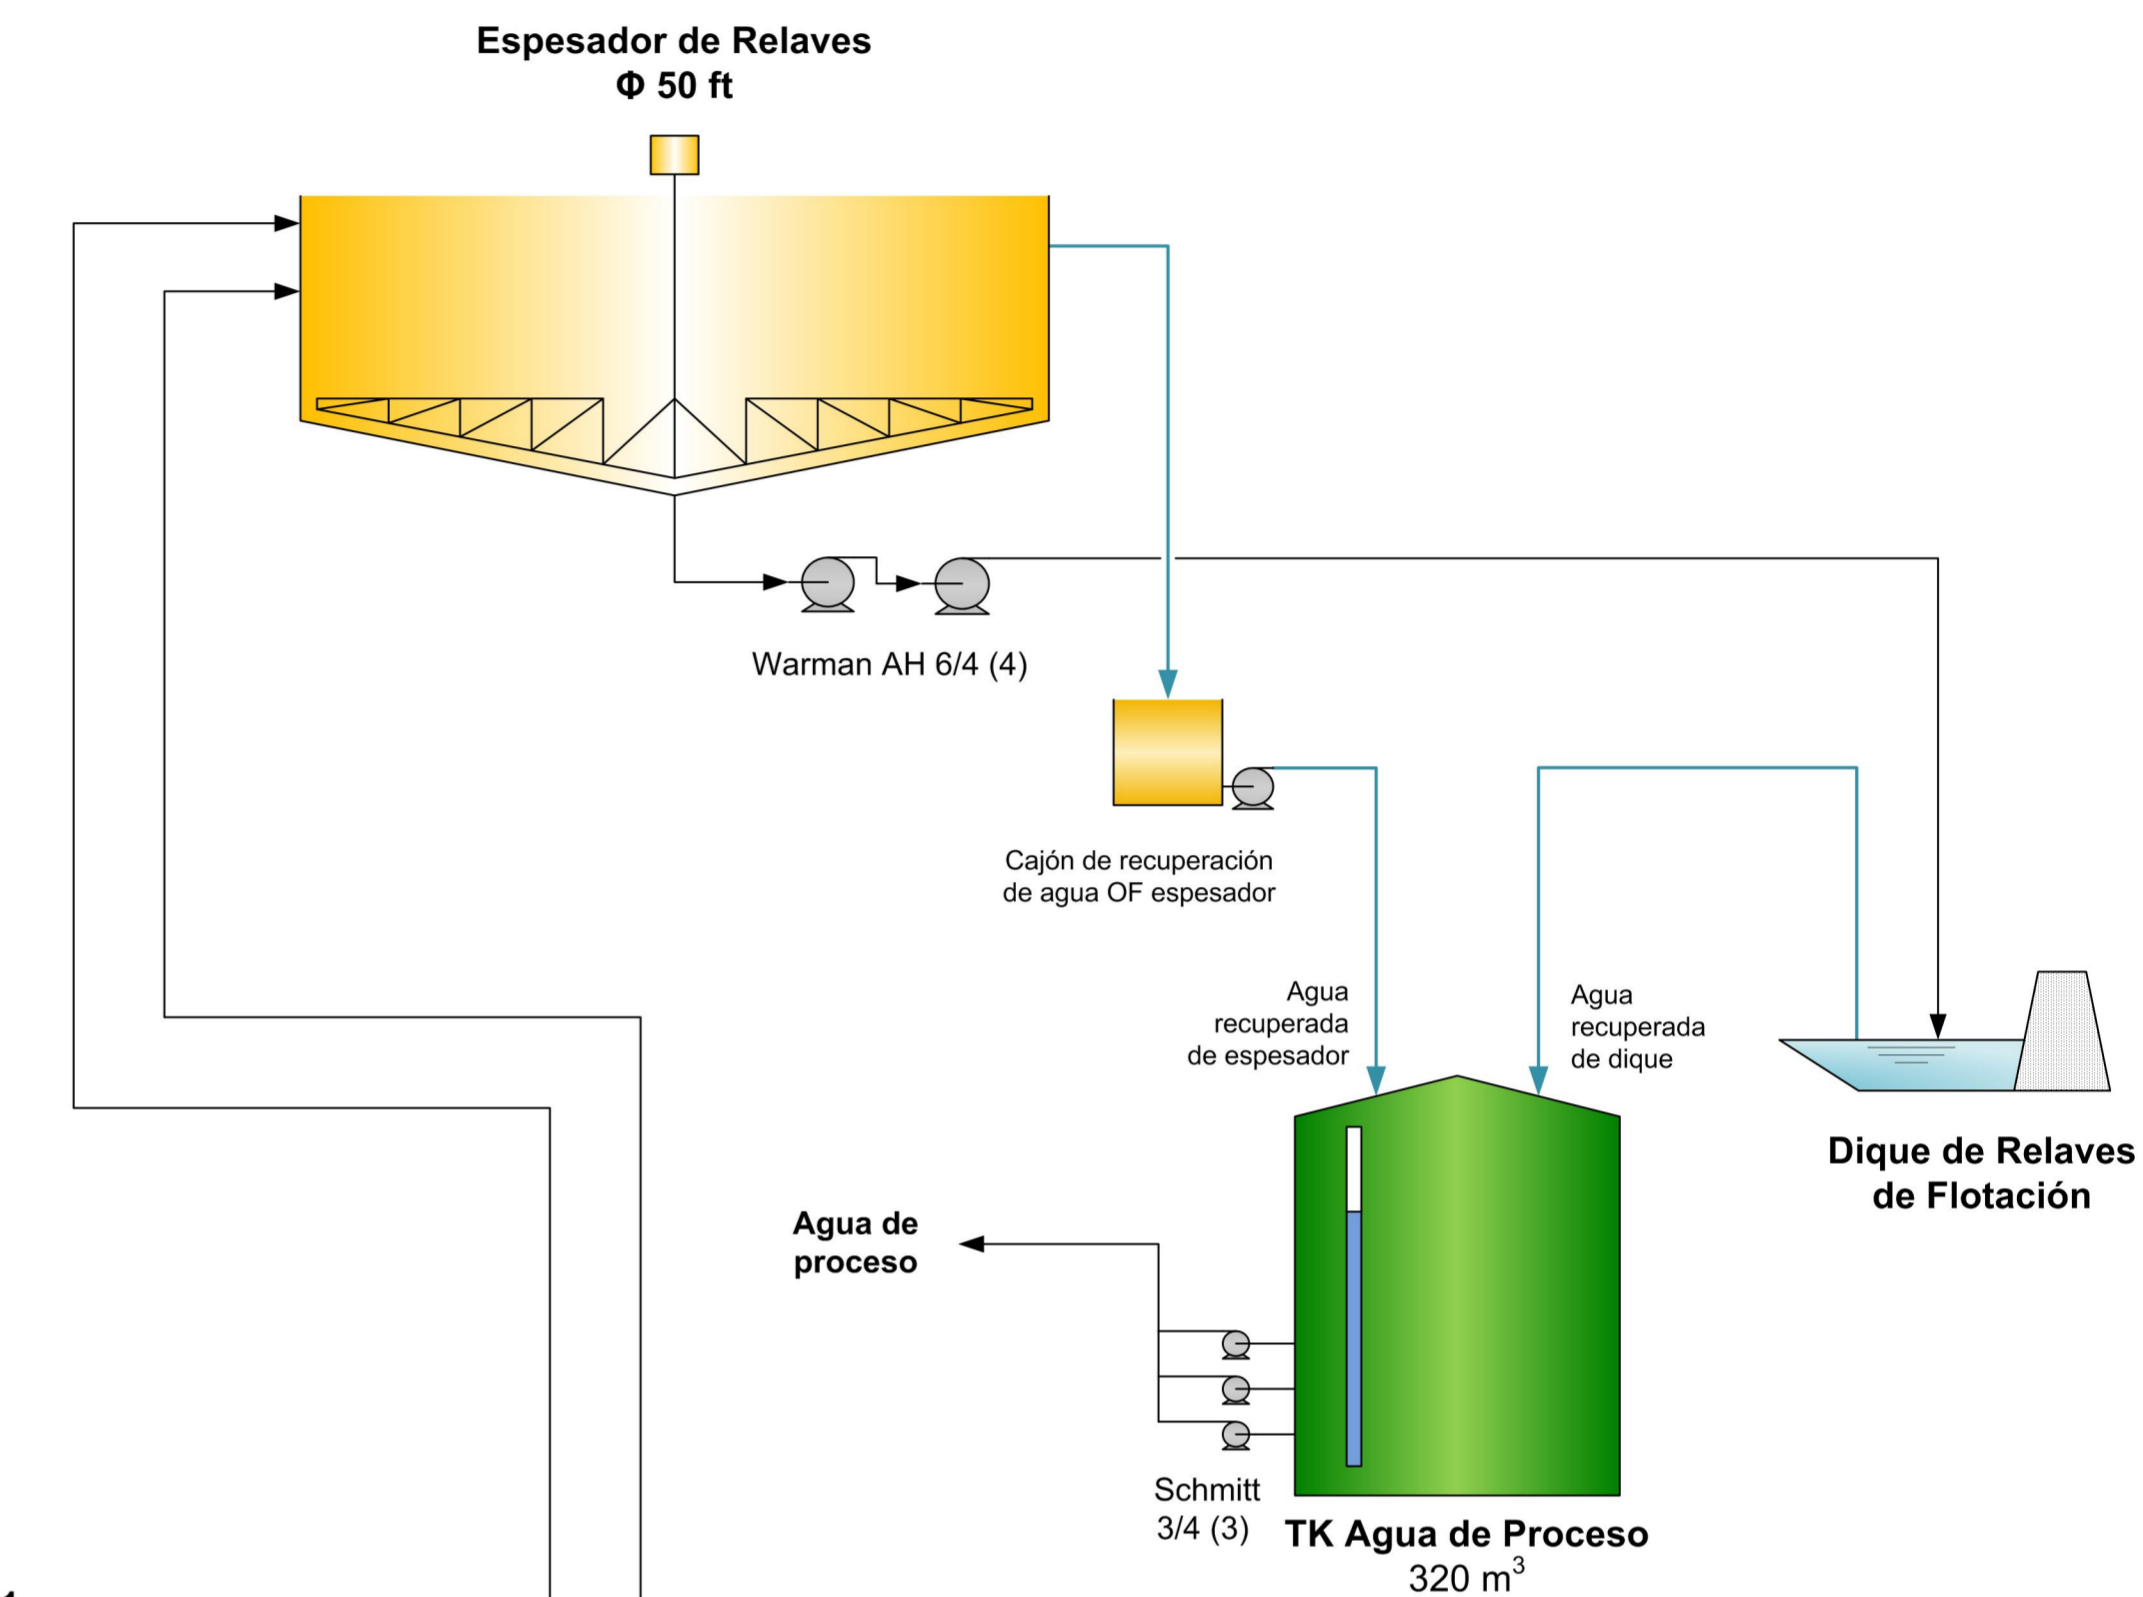 Espesador de Relaves
Φ 50 ft
Warman AH 6/4 (4)
Cajón de recuperación
de agua OF espesador
Agua
recuperada
de espesador
Agua
recuperada
de dique
Dique de Relaves
de Flotación
Agua de
proceso
Schmitt
3/4 (3)
TK Agua de Proceso
320 m³